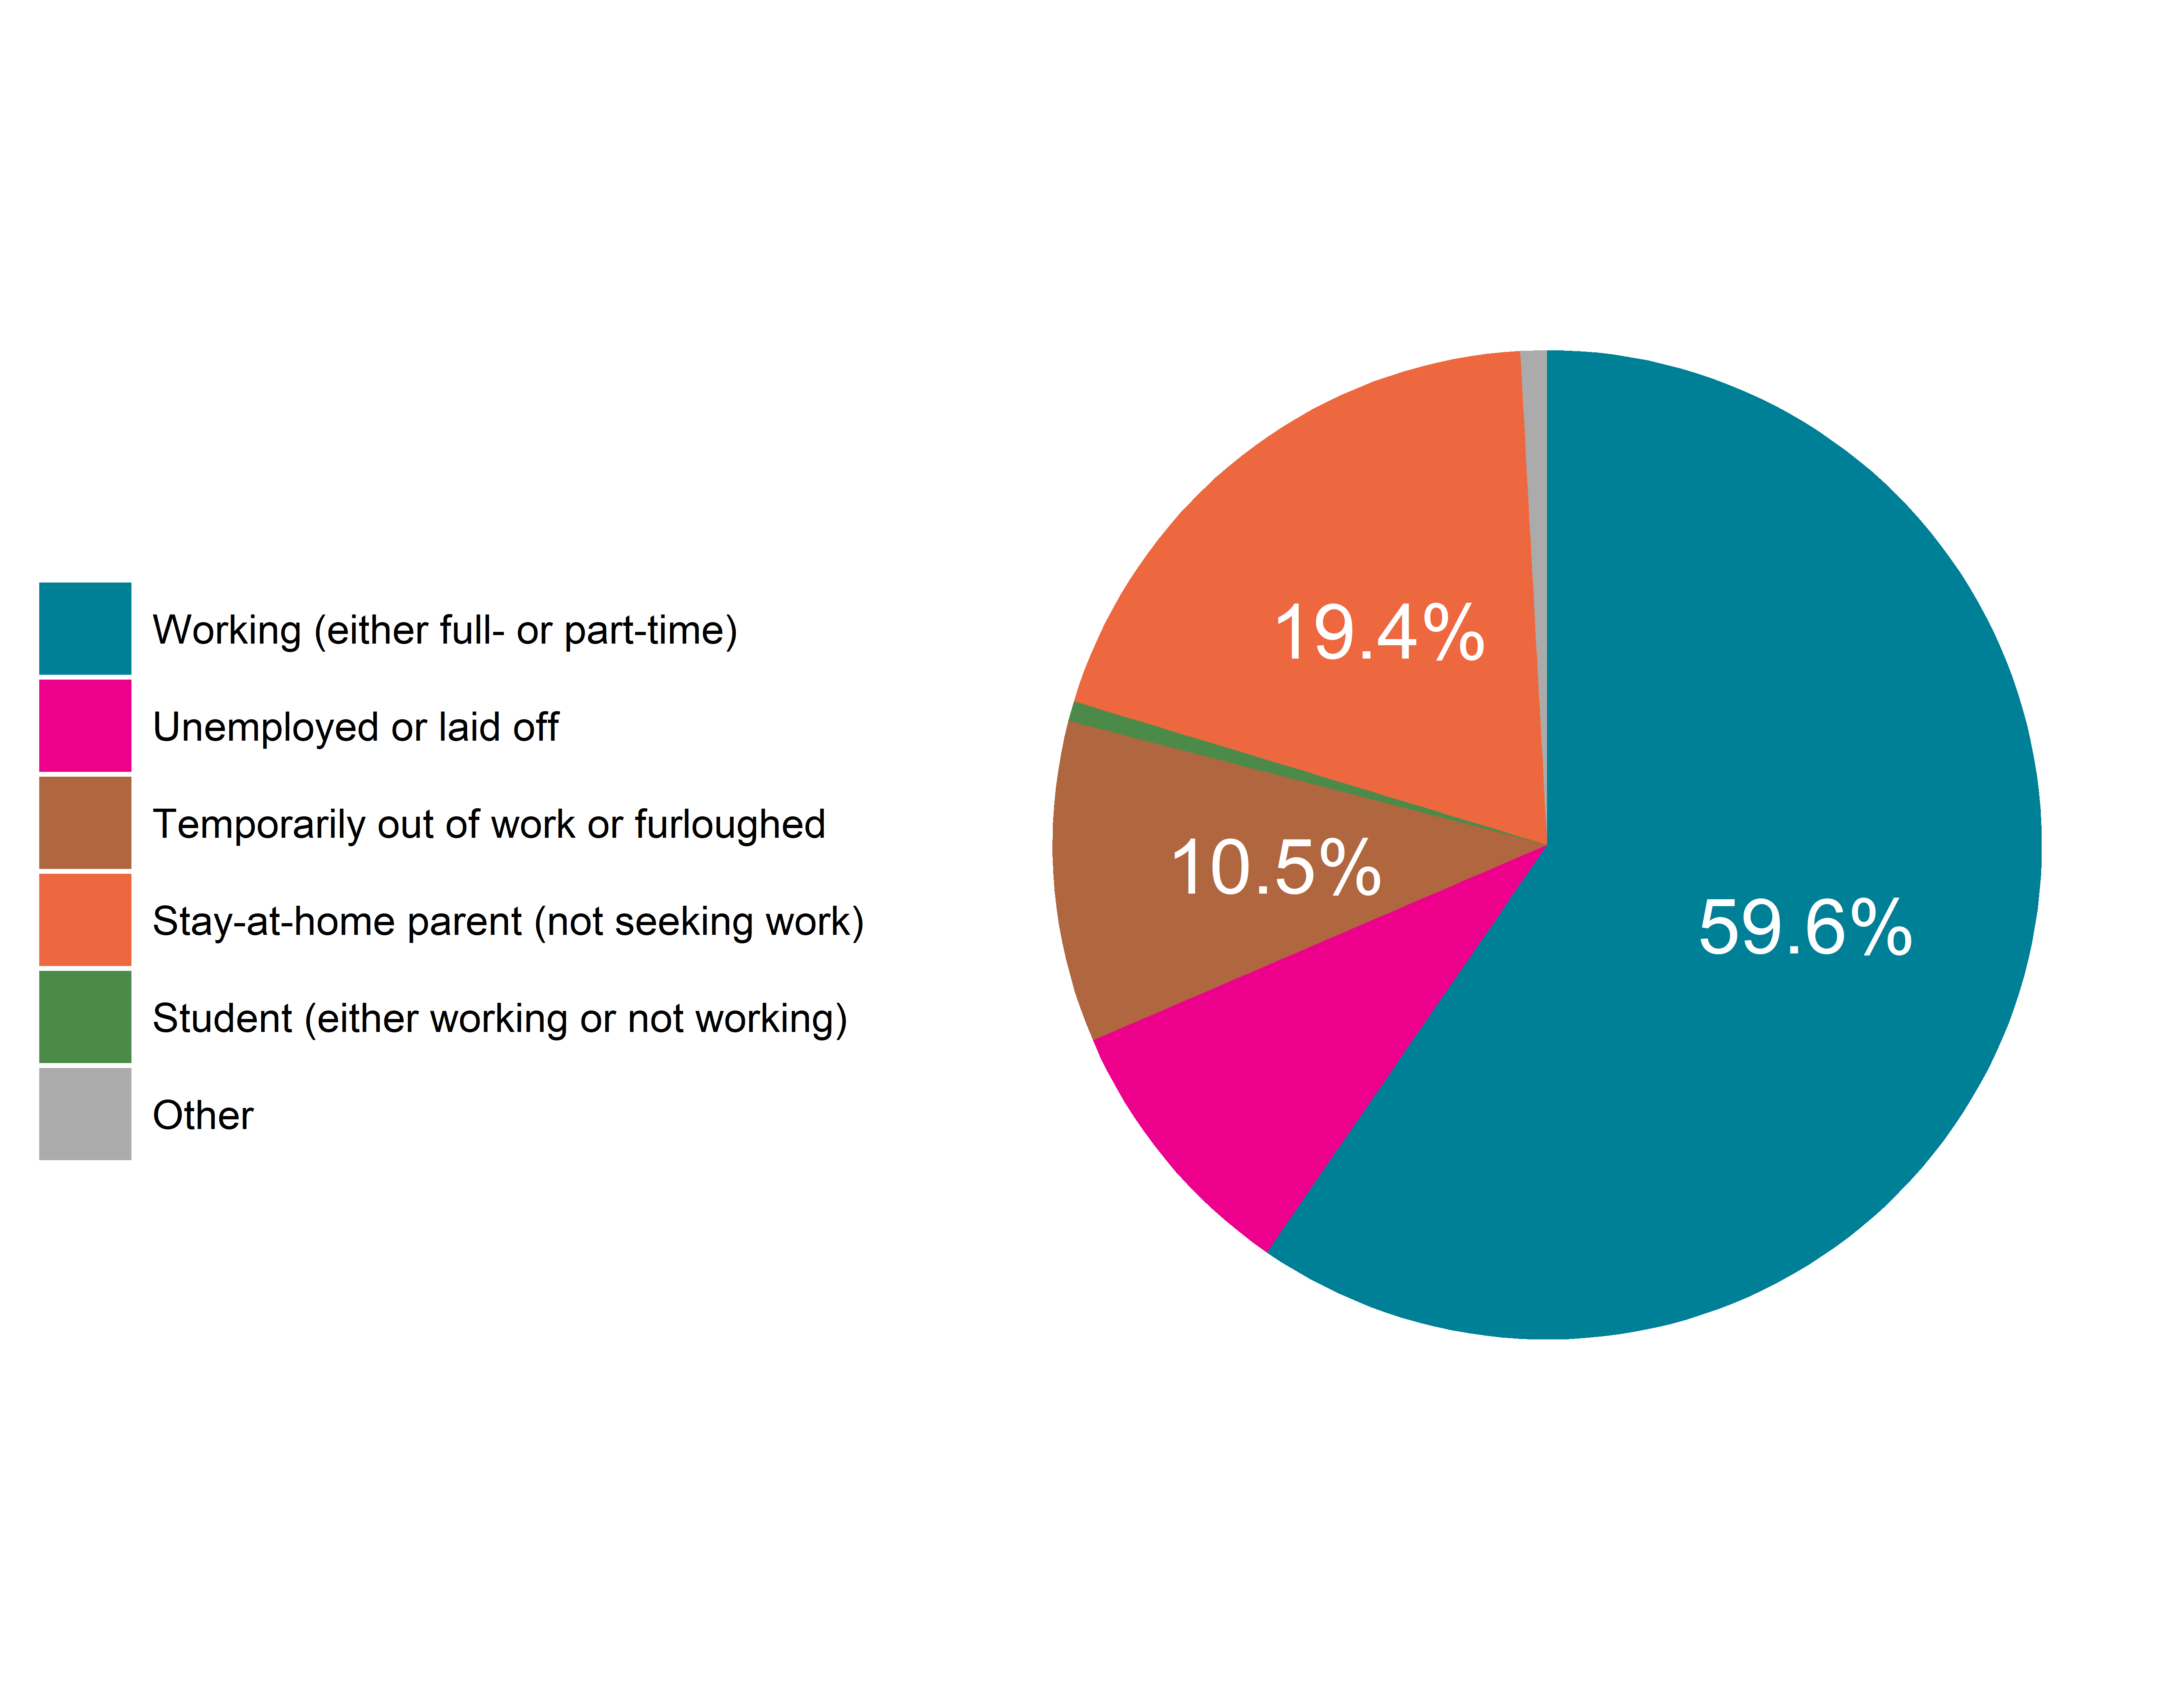 Working (either full- or part-time)
Unemployed or laid off
Temporarily out of work or furloughed
Stay-at-home parent (not seeking work)
Student (either working or not working)
Other
19.4%
10.5%
59.6%